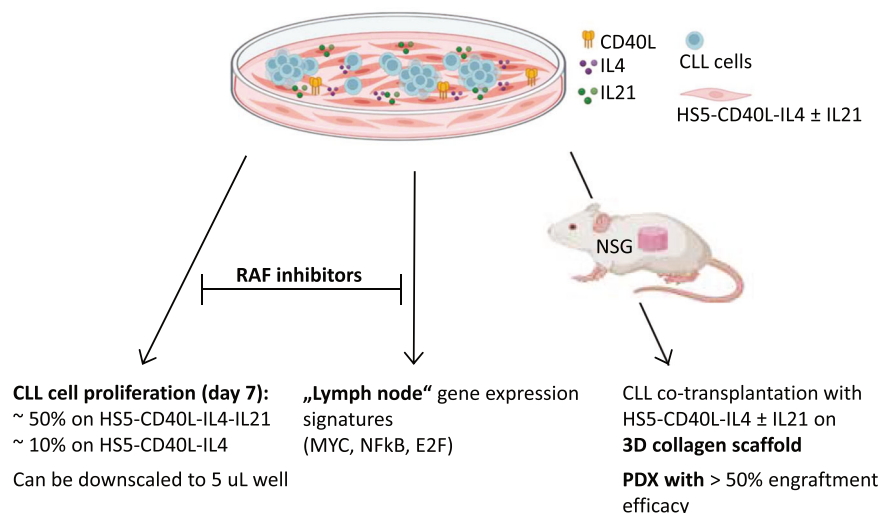 CD40L
IL4
IL21
CLL cells
HS5-CD40L-IL4 ± IL21
NSG
RAF inhibitors
CLL cell proliferation (day 7):
~ 50% on HS5-CD40L-IL4-IL21
~ 10% on HS5-CD40L-IL4
Can be downscaled to 5 uL well
„Lymph node“ gene expression
signatures
(MYC, NFkB, E2F)
CLL co-transplantation with
HS5-CD40L-IL4 ± IL21 on
3D collagen scaffold
PDX with > 50% engraftment
efficacy